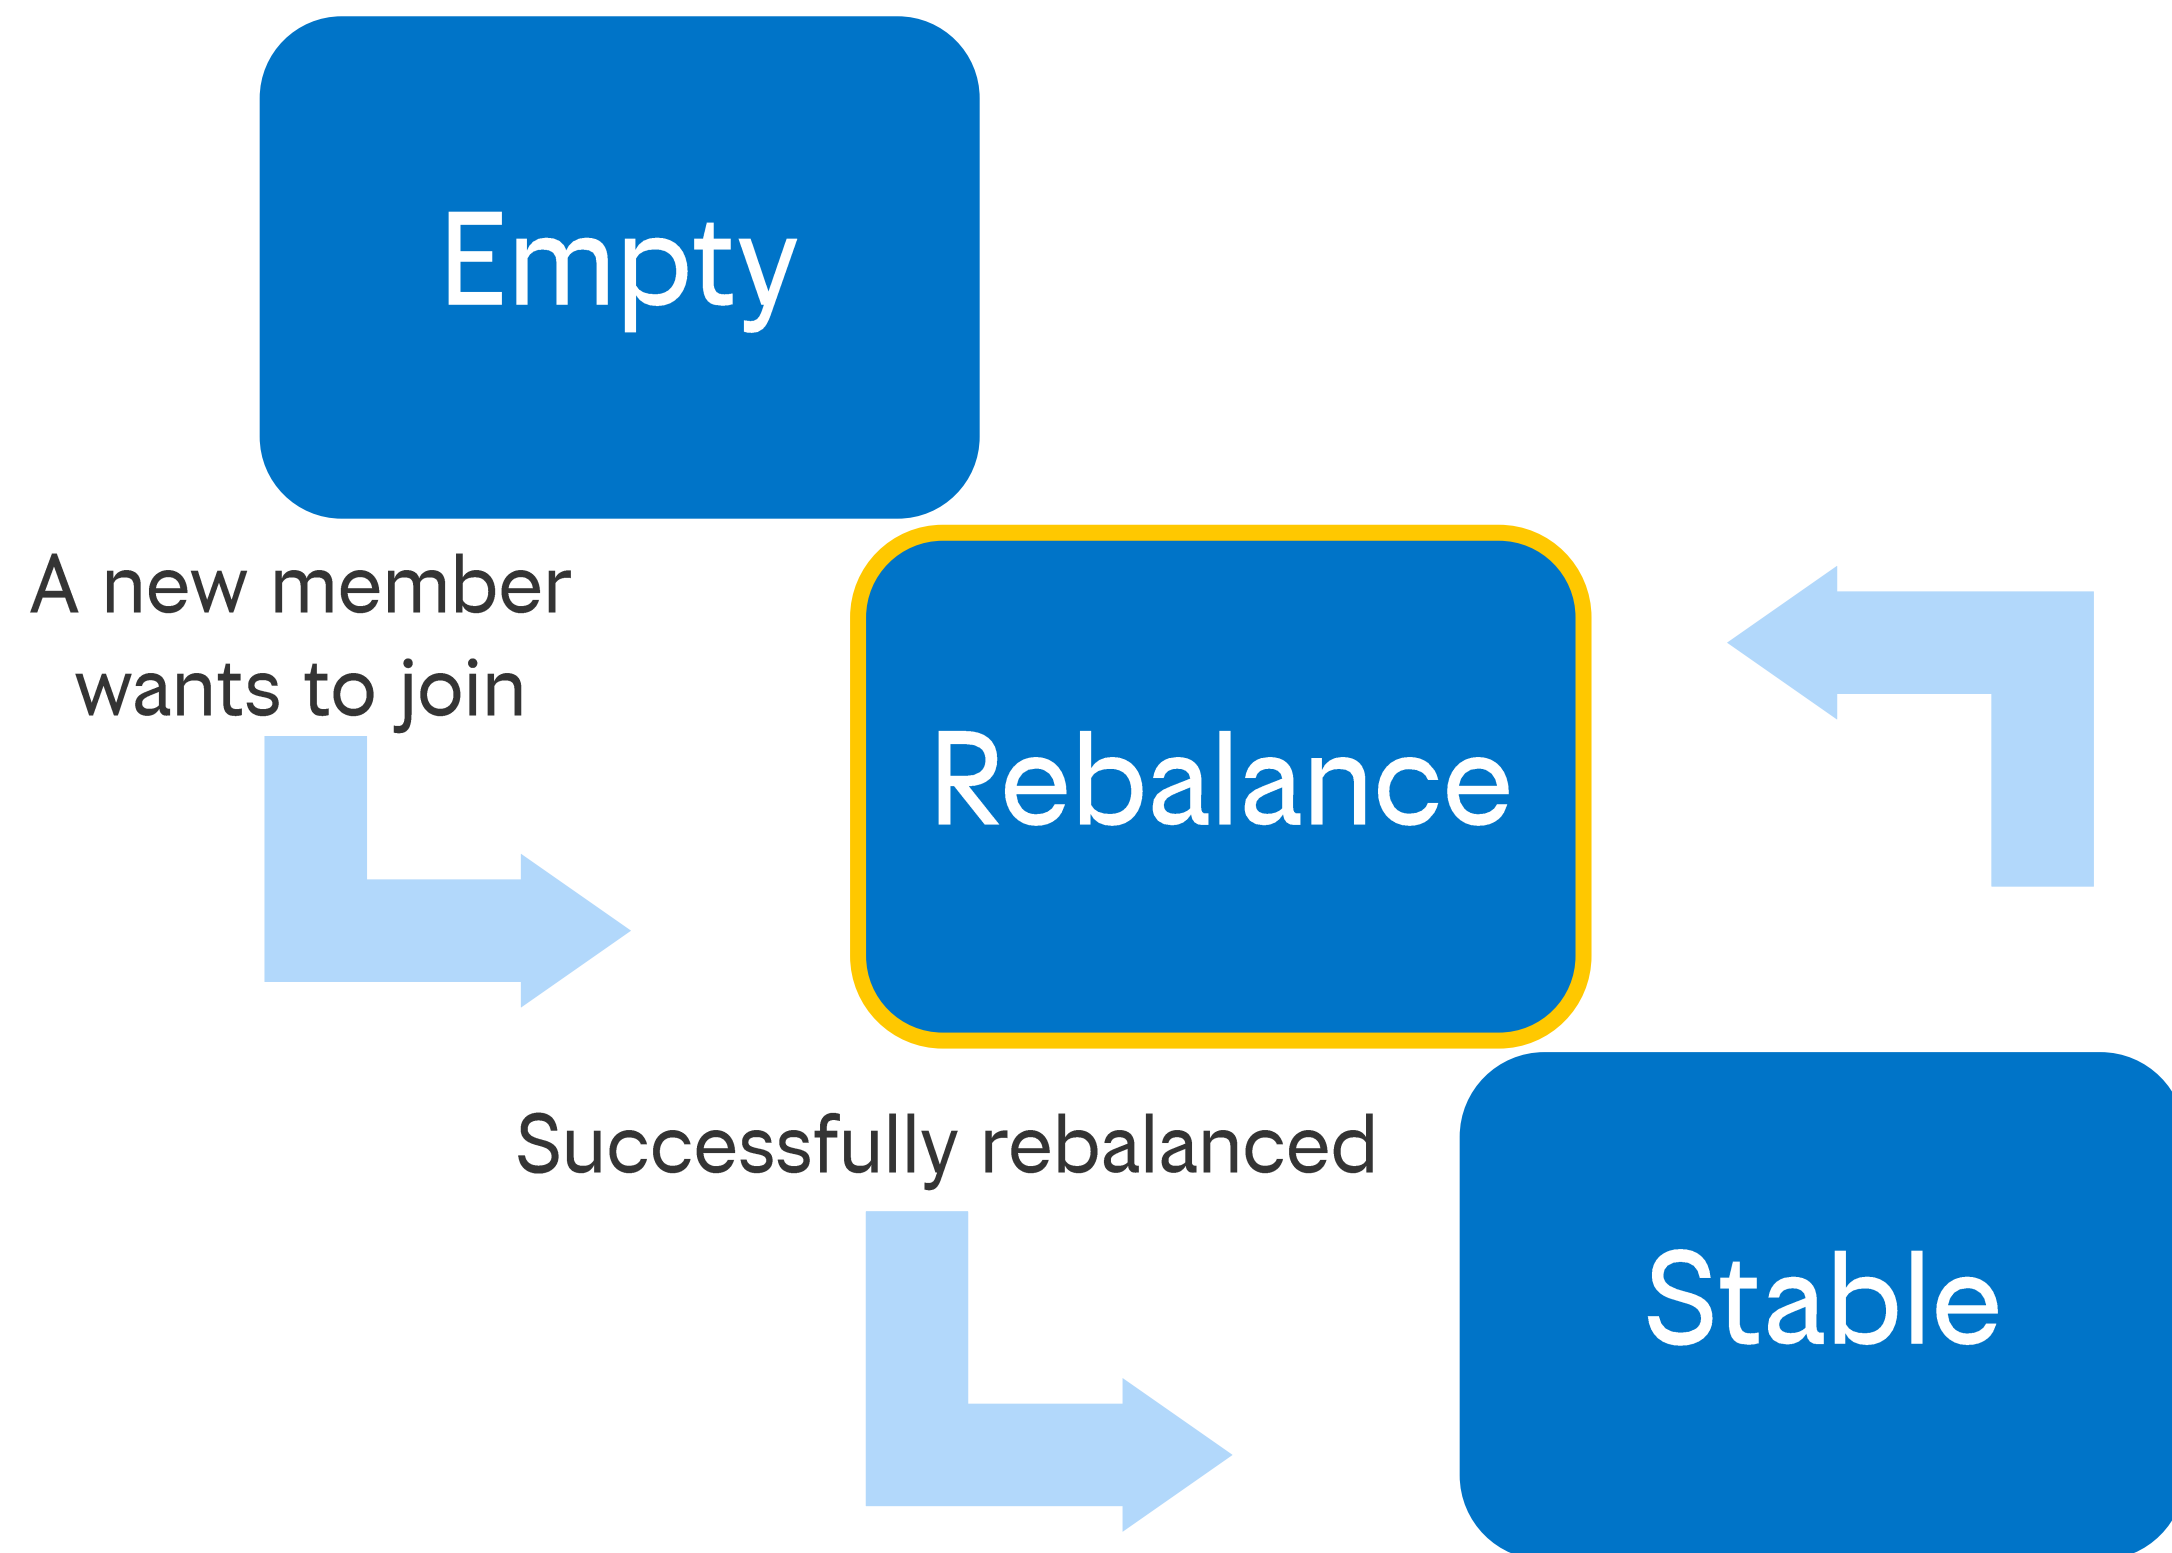 Empty
A new member
wants to join
Rebalance
Successfully rebalanced
Stable